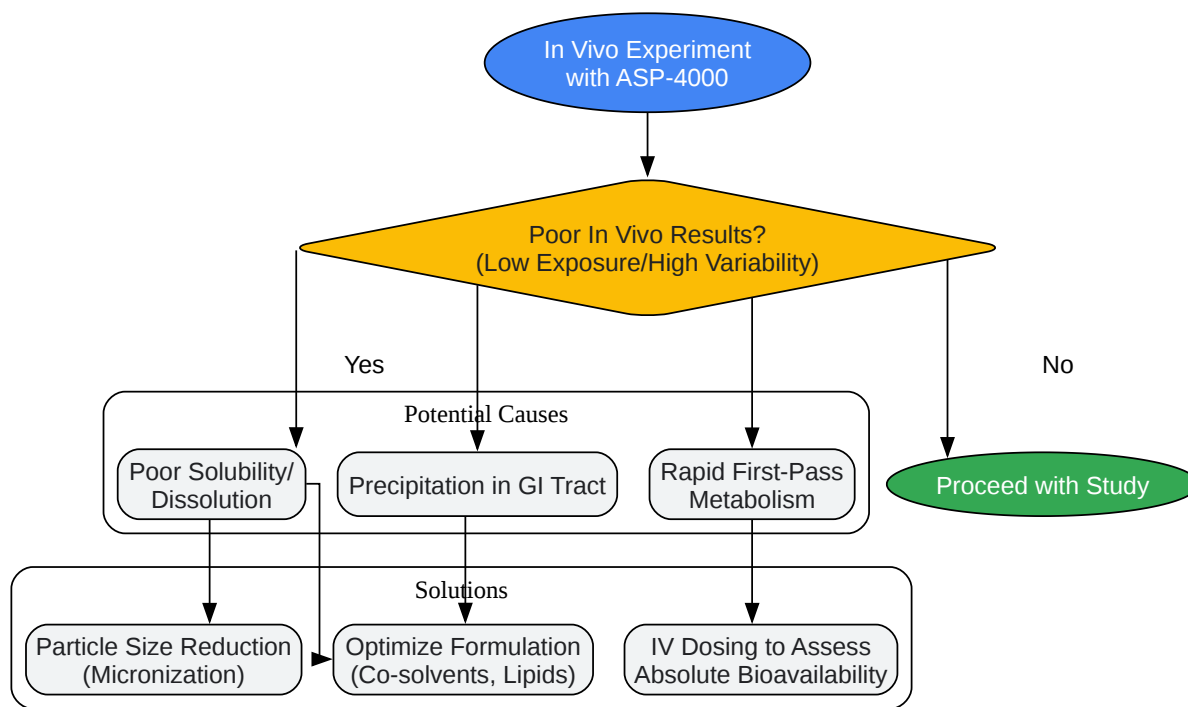 In Vivo Experiment
with ASP-4000
Poor In Vivo Results?
(Low Exposure/High Variability)
Yes
No
Potential Causes
Poor Solubility/
Dissolution
Precipitation in GI Tract
Rapid First-Pass
Metabolism
Proceed with Study
Solutions
Particle Size Reduction
(Micronization)
Optimize Formulation
(Co-solvents, Lipids)
IV Dosing to Assess
Absolute Bioavailability